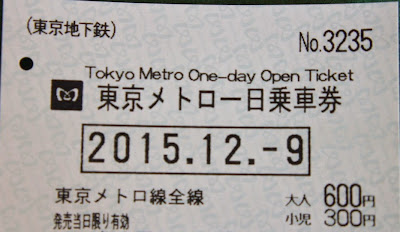 (東京地下鉄)
No.3235
Tokyo Metro One-day Open Ticket
東京メトロ一日乗車券
2015.12.-9
東京メトロ線全線 大人 600円
発売当日限り有効 小児 300円